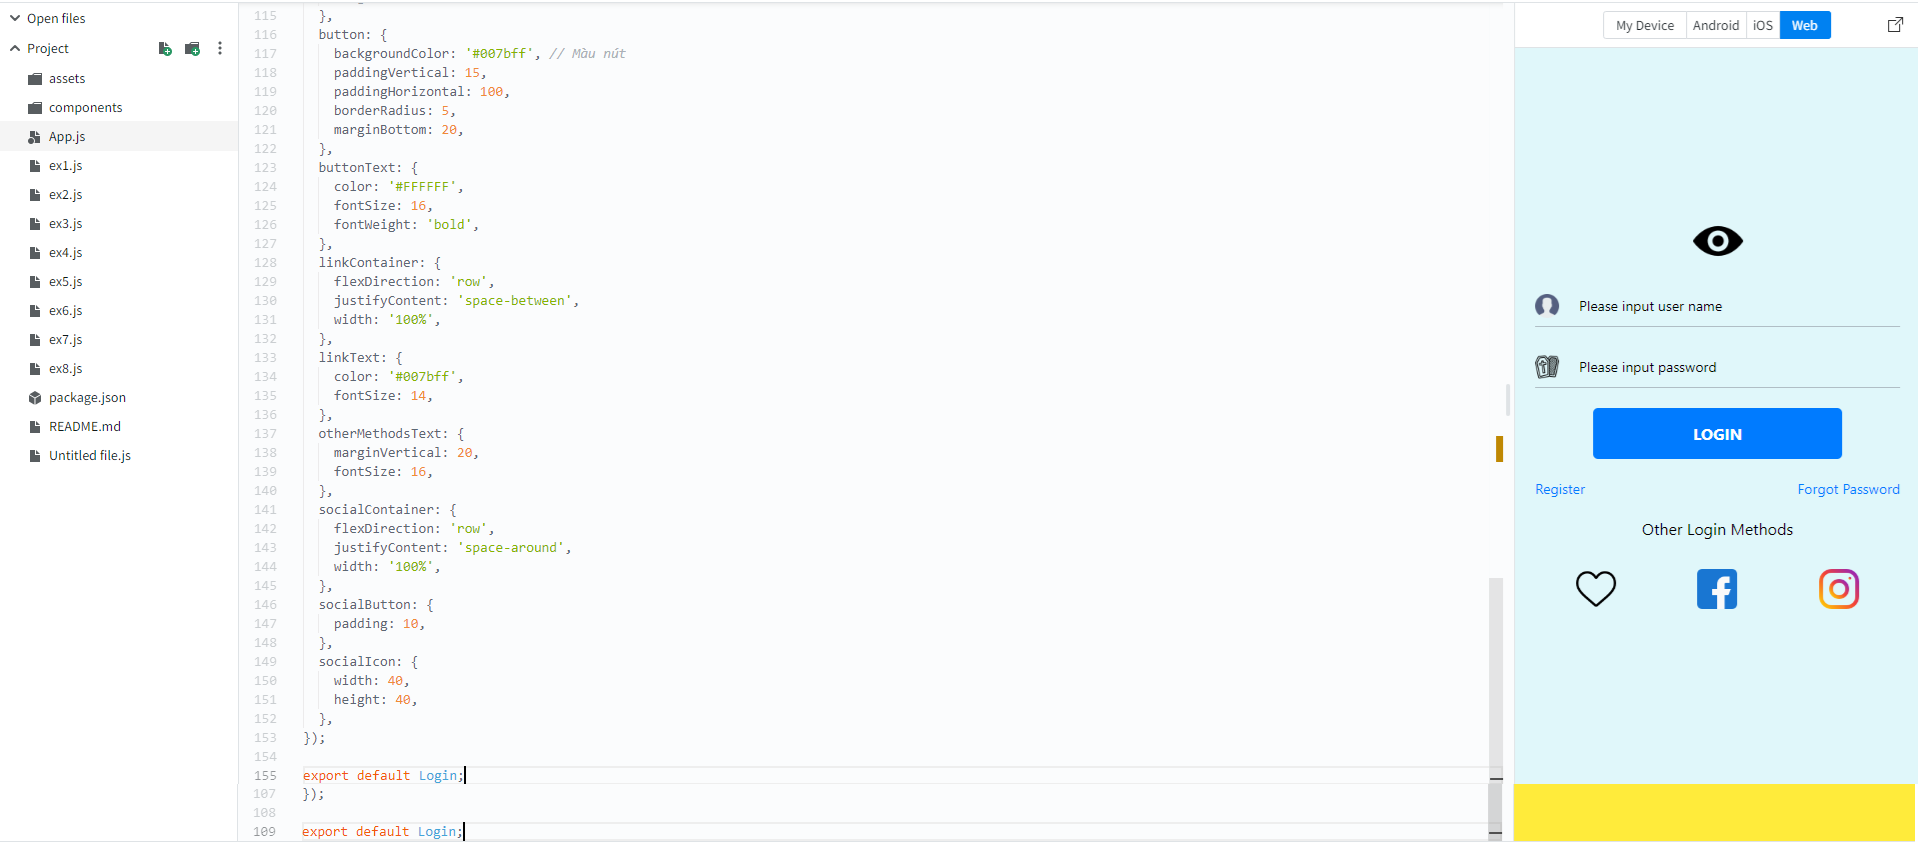 Open files
Project
assets
components
App.js
ex1.js
ex2.js
ex3.js
ex4.js
ex5.js
ex6.js
ex7.js
ex8.js
package.json
README.md
Untitled file.js
115 },
116 button: {
117 backgroundColor: '#007bff', // Màu nút
118 paddingVertical: 15,
119 paddingHorizontal: 100,
120 borderRadius: 5,
121 marginBottom: 20,
122 },
123 buttonText: {
124 color: '#FFFFFF',
125 fontSize: 16,
126 fontWeight: 'bold',
127 },
128 linkContainer: {
129 flexDirection: 'row',
130 justifyContent: 'space-between',
131 width: '100%',
132 },
133 linkText: {
134 color: '#007bff',
135 fontSize: 14,
136 },
137 otherMethodsText: {
138 marginVertical: 20,
139 fontSize: 16,
140 },
141 socialContainer: {
142 flexDirection: 'row',
143 justifyContent: 'space-around',
144 width: '100%',
145 },
146 socialButton: {
147 padding: 10,
148 },
149 socialIcon: {
150 width: 40,
151 height: 40,
152 },
153 });
154
155 export default Login;
107 });
108
109 export default Login;
My Device Android iOS Web
Please input user name
Please input password
LOGIN
Register Forgot Password
Other Login Methods